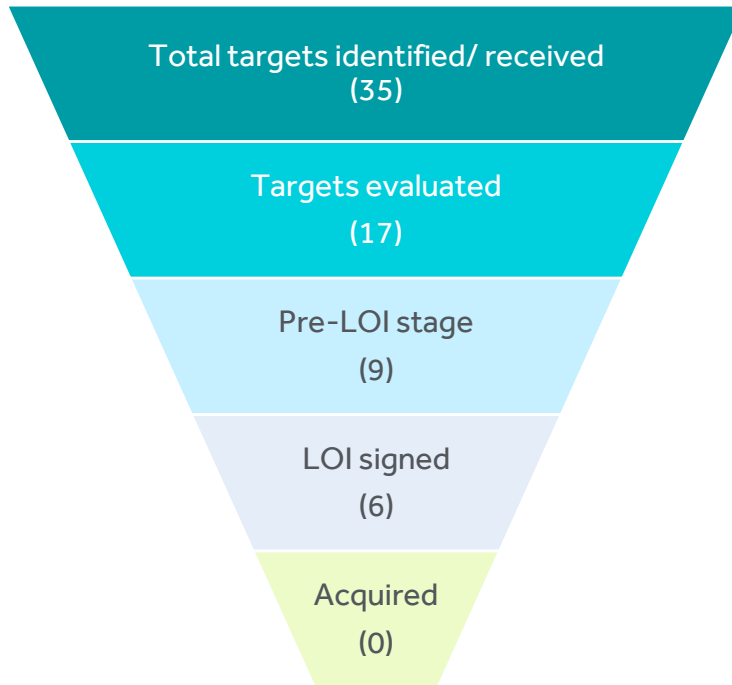 Total targets identified/ received
(35)
Targets evaluated
(17)
Pre-LOI stage
(9)
LOI signed
(6)
Acquired
(0)